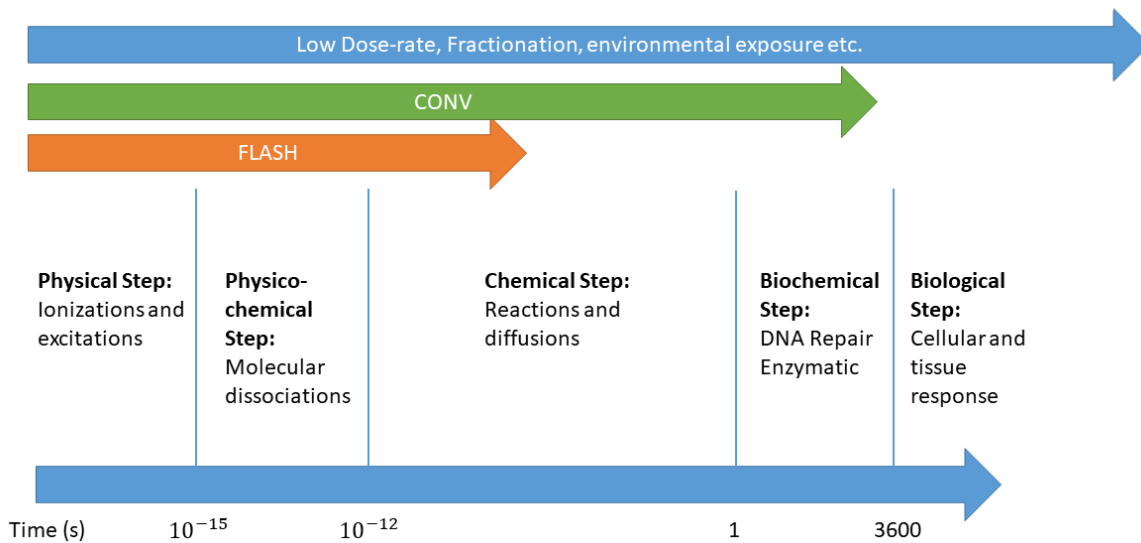 Low Dose-rate, Fractionation, environmental exposure etc.
CONV
FLASH
Physical Step:
Ionizations and
excitations
Physico-
chemical
Step:
Molecular
dissociations
Chemical Step:
Reactions and
diffusions
Biochemical
Step:
DNA Repair
Enzymatic
Biological
Step:
Cellular and
tissue
response
Time (s) 10⁻¹⁵ 10⁻¹² 1 3600